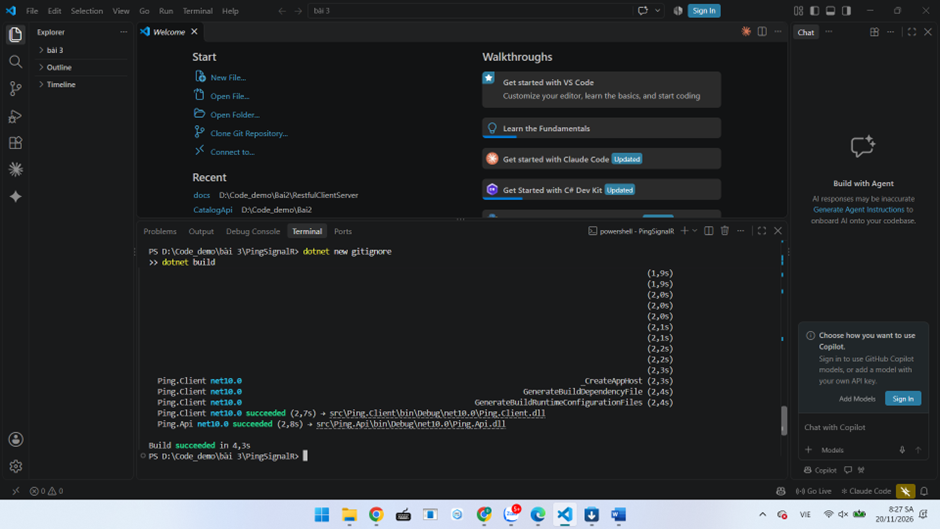 File Edit Selection View Go Run Terminal Help
bài 3
Sign In
Explorer
bài 3
Outline
Timeline
Welcome
Start
New File...
Open File...
Open Folder...
Clone Git Repository...
Connect to...
Recent
docs D:\Code_demo\Bai2\RestfulClientServer
CatalogApi D:\Code_demo\Bai2
Walkthroughs
Get started with VS Code
Customize your editor, learn the basics, and start coding
Learn the Fundamentals
Get started with Claude Code Updated
Get Started with C# Dev Kit Updated
Problems Output Debug Console Terminal Ports
powershell - PingSignalR
PS D:\Code_demo\bài 3\PingSignalR> dotnet new gitignore
>> dotnet build
(1,9s)
(1,9s)
(2,0s)
(2,0s)
(2,0s)
(2,1s)
(2,1s)
(2,2s)
(2,2s)
(2,3s)
Ping.Client net10.0 _CreateAppHost (2,3s)
Ping.Client net10.0 GenerateBuildDependencyFile (2,4s)
Ping.Client net10.0 GenerateBuildRuntimeConfigurationFiles (2,4s)
Ping.Client net10.0 succeeded (2,7s) → src\Ping.Client\bin\Debug\net10.0\Ping.Client.dll
Ping.Api net10.0 succeeded (2,8s) → src\Ping.Api\bin\Debug\net10.0\Ping.Api.dll
Build succeeded in 4,3s
PS D:\Code_demo\bài 3\PingSignalR>
Chat
Build with Agent
AI responses may be inaccurate
Generate Agent Instructions to
onboard AI onto your codebase.
Choose how you want to use
Copilot.
Sign in to use GitHub Copilot
models, or add a model with
your own API key.
Add Models Sign In
Chat with Copilot
Models
Copilot
0 0
Go Live Claude Code
VIE
8:27 SA
20/11/2026